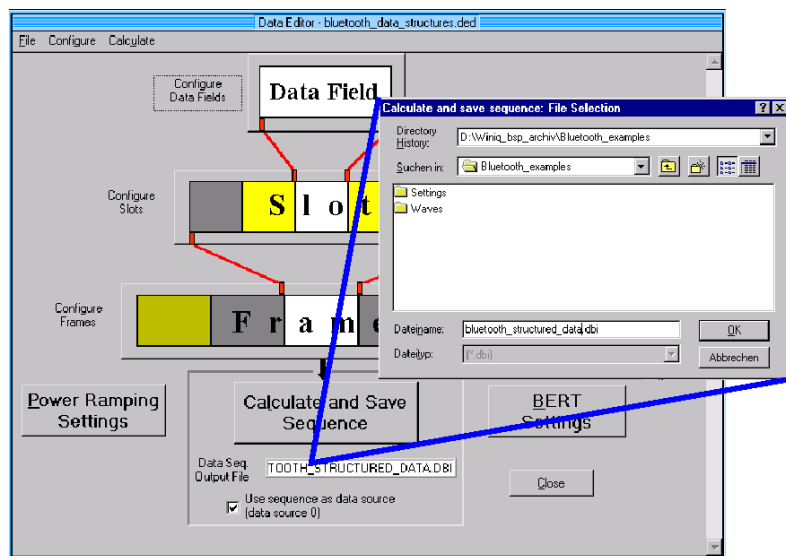 Data Editor - bluetooth_data_structures.ded
File Configure Calculate
Configure
Data Fields
Data Field
Calculate and save sequence: File Selection
Directory
History:
D:\Winiq_bsp_archiv\Bluetooth_examples
Suchen in:
Bluetooth_examples
Settings
Waves
Dateiname:
bluetooth_structured_data.dbi
OK
Dateityp:
(*.dbi)
Abbrechen
Configure
Slots
S l o t
Configure
Frames
F r a m e
Power Ramping
Settings
Calculate and Save
Sequence
BERT
Settings
Data Seq.
Output File
TOOTH_STRUCTURED_DATA.DBI
Use sequence as data source
(data source 0)
Close